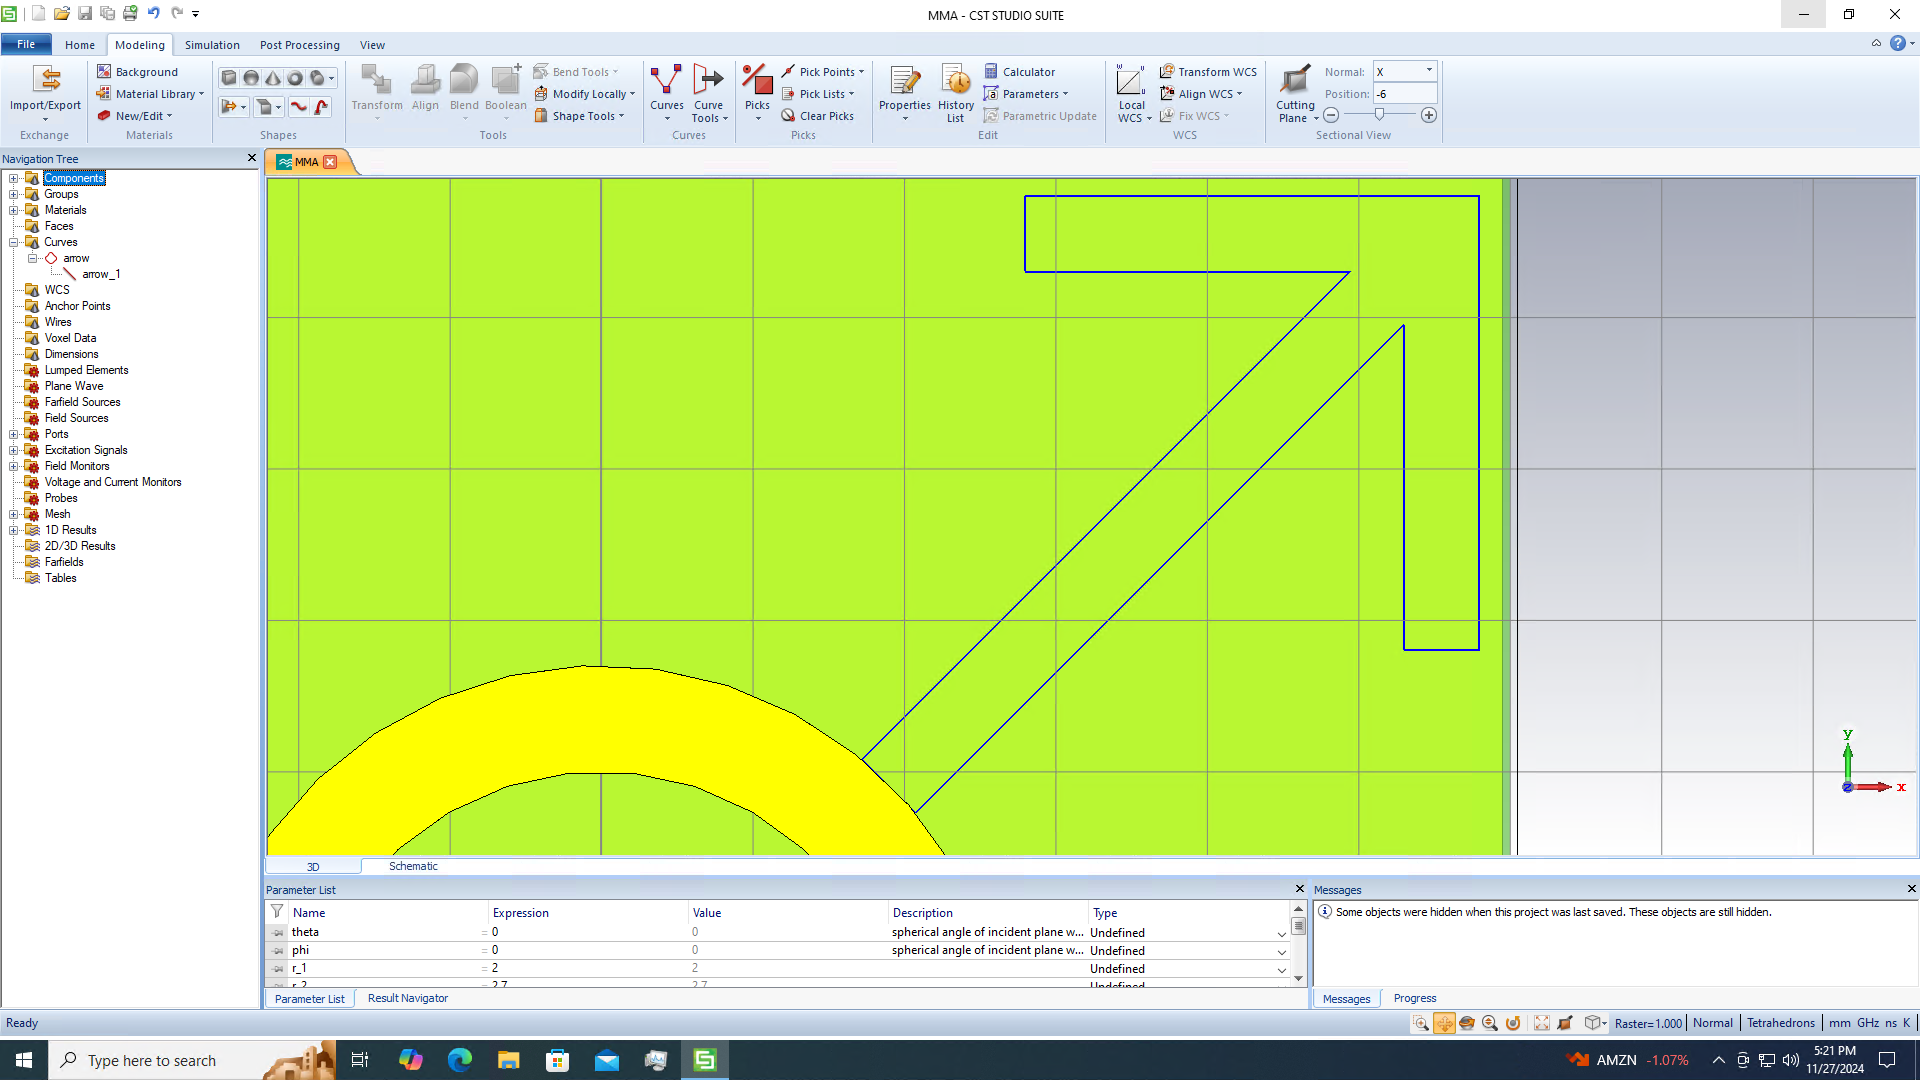 MMA - CST STUDIO SUITE
File Home Modeling Simulation Post Processing View
Import/Export
Exchange
Background
Material Library
New/Edit
Materials
Shapes
Transform Align Blend Boolean
Bend Tools
Modify Locally
Shape Tools
Tools
Curves Curve Tools
Curves
Picks
Pick Points
Pick Lists
Clear Picks
Picks
Properties History List
Calculator
Parameters
Parametric Update
Edit
Local WCS
Transform WCS
Align WCS
Fix WCS
WCS
Cutting Plane
Normal: X
Position: -6
Sectional View
Navigation Tree
Components
Groups
Materials
Faces
Curves
arrow
arrow_1
WCS
Anchor Points
Wires
Voxel Data
Dimensions
Lumped Elements
Plane Wave
Farfield Sources
Field Sources
Ports
Excitation Signals
Field Monitors
Voltage and Current Monitors
Probes
Mesh
1D Results
2D/3D Results
Farfields
Tables
MMA
y
z
x
3D Schematic
Parameter List
Name Expression Value Description Type
theta = 0 0 spherical angle of incident plane w... Undefined
phi = 0 0 spherical angle of incident plane w... Undefined
r_1 = 2 2 Undefined
r_2 = 2.7 2.7 Undefined
Parameter List Result Navigator
Messages
Some objects were hidden when this project was last saved. These objects are still hidden.
Messages Progress
Ready
Raster=1.000 Normal Tetrahedrons mm GHz ns K
Type here to search
AMZN -1.07%
5:21 PM
11/27/2024